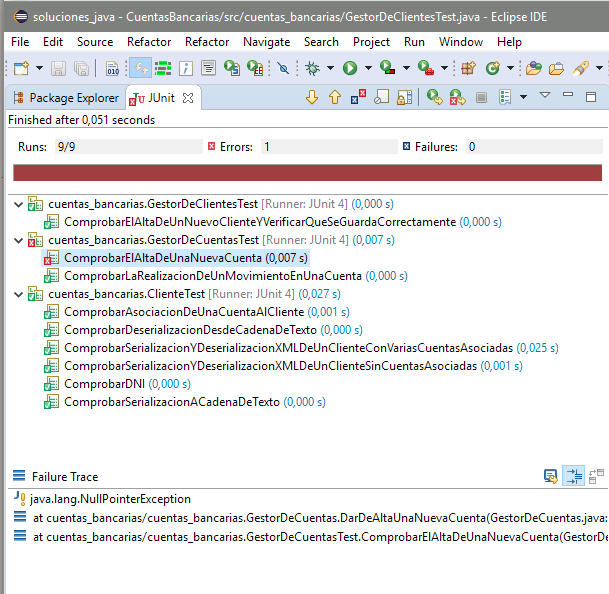 soluciones_java - CuentasBancarias/src/cuentas_bancarias/GestorDeClientesTest.java - Eclipse IDE
File Edit Source Refactor Refactor Navigate Search Project Run Window Help
Package Explorer JUnit
Finished after 0,051 seconds
Runs: 9/9 Errors: 1 Failures: 0
cuentas_bancarias.GestorDeClientesTest [Runner: JUnit 4] (0,000 s)
ComprobarElAltaDeUnNuevoClienteYVerificarQueSeGuardaCorrectamente (0,000 s)
cuentas_bancarias.GestorDeCuentasTest [Runner: JUnit 4] (0,007 s)
ComprobarElAltaDeUnaNuevaCuenta (0,007 s)
ComprobarLaRealizacionDeUnMovimientoEnUnaCuenta (0,000 s)
cuentas_bancarias.ClienteTest [Runner: JUnit 4] (0,027 s)
ComprobarAsociacionDeUnaCuentaAlCliente (0,001 s)
ComprobarDeserializacionDesdeCadenaDeTexto (0,000 s)
ComprobarSerializacionYDeserializacionXMLDeUnClienteConVariasCuentasAsociadas (0,025 s)
ComprobarSerializacionYDeserializacionXMLDeUnClienteSinCuentasAsociadas (0,001 s)
ComprobarDNI (0,000 s)
ComprobarSerializacionACadenaDeTexto (0,000 s)
Failure Trace
java.lang.NullPointerException
at cuentas_bancarias/cuentas_bancarias.GestorDeCuentas.DarDeAltaUnaNuevaCuenta(GestorDeCuentas.java:
at cuentas_bancarias/cuentas_bancarias.GestorDeCuentasTest.ComprobarElAltaDeUnaNuevaCuenta(GestorDe